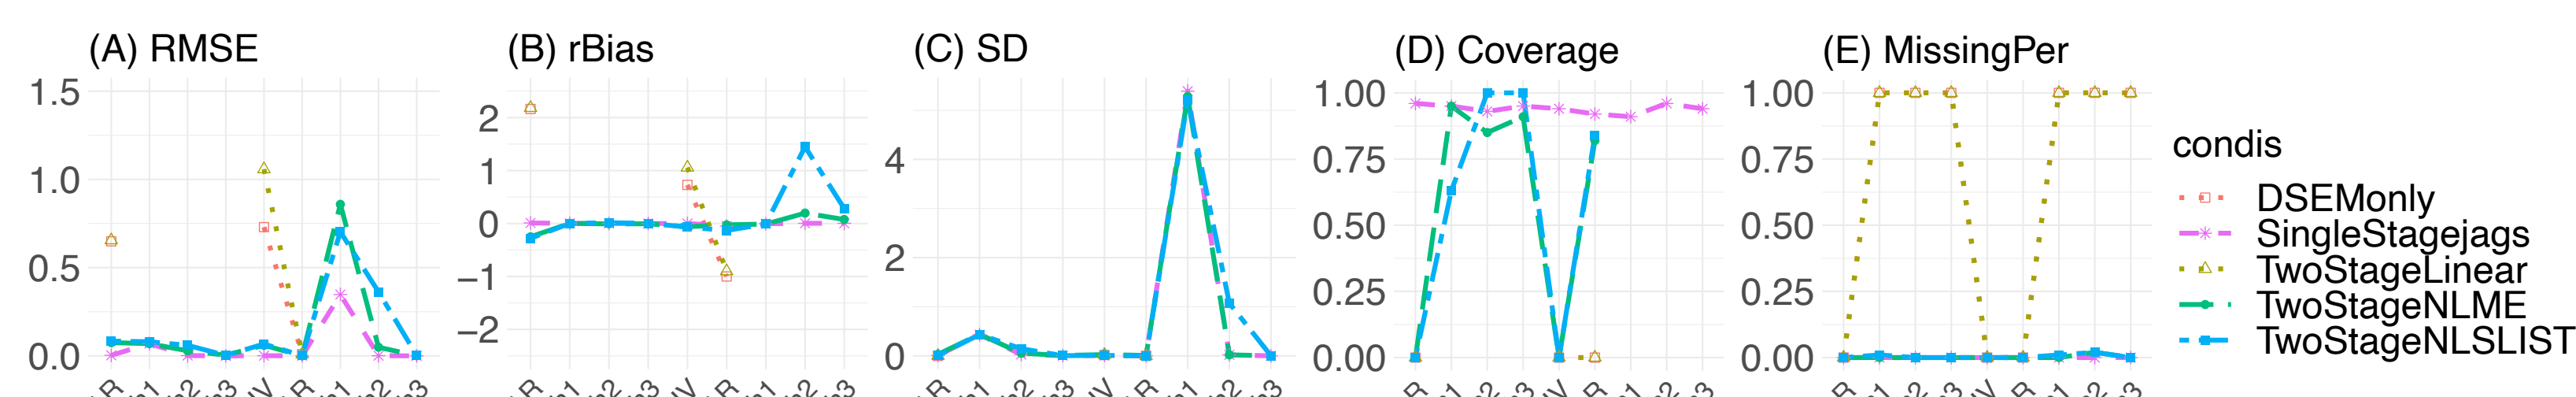 (A) RMSE
1.5
1.0
0.5
0.0
(B) rBias
2
1
0
−1
−2
(C) SD
4
2
0
(D) Coverage
1.00
0.75
0.50
0.25
0.00
(E) MissingPer
1.00
0.75
0.50
0.25
0.00
condis
DSEMonly
SingleStagejags
TwoStageLinear
TwoStageNLME
TwoStageNLSLIST